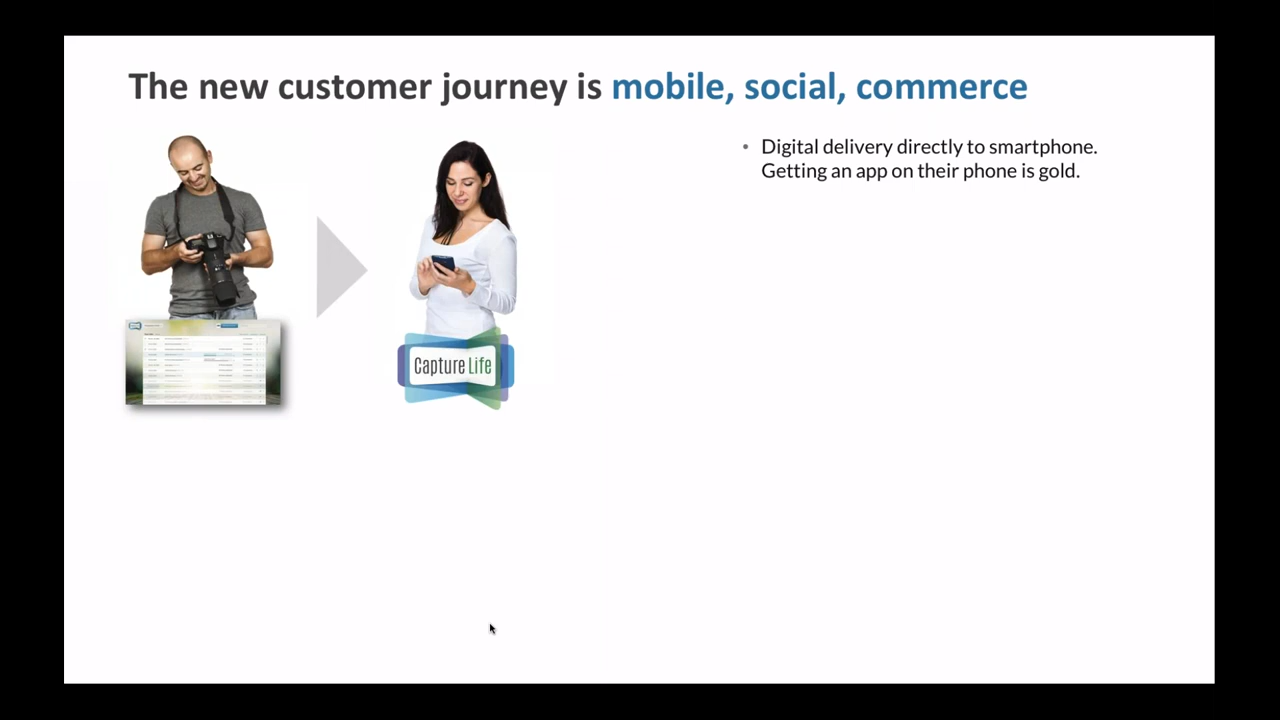 The new customer journey is mobile, social, commerce
• Digital delivery directly to smartphone.
Getting an app on their phone is gold.
Capture Life